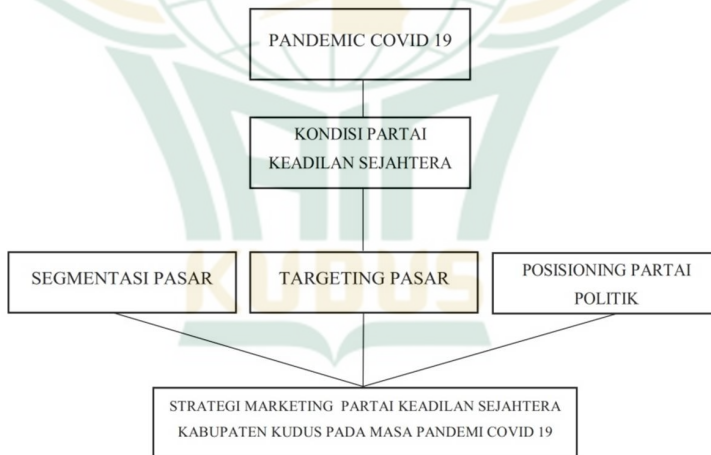 PANDEMIC COVID 19
KONDISI PARTAI
KEADILAN SEJAHTERA
SEGMENTASI PASAR
TARGETING PASAR
POSISIONING PARTAI
POLITIK
STRATEGI MARKETING PARTAI KEADILAN SEJAHTERA
KABUPATEN KUDUS PADA MASA PANDEMI COVID 19
KUDUS